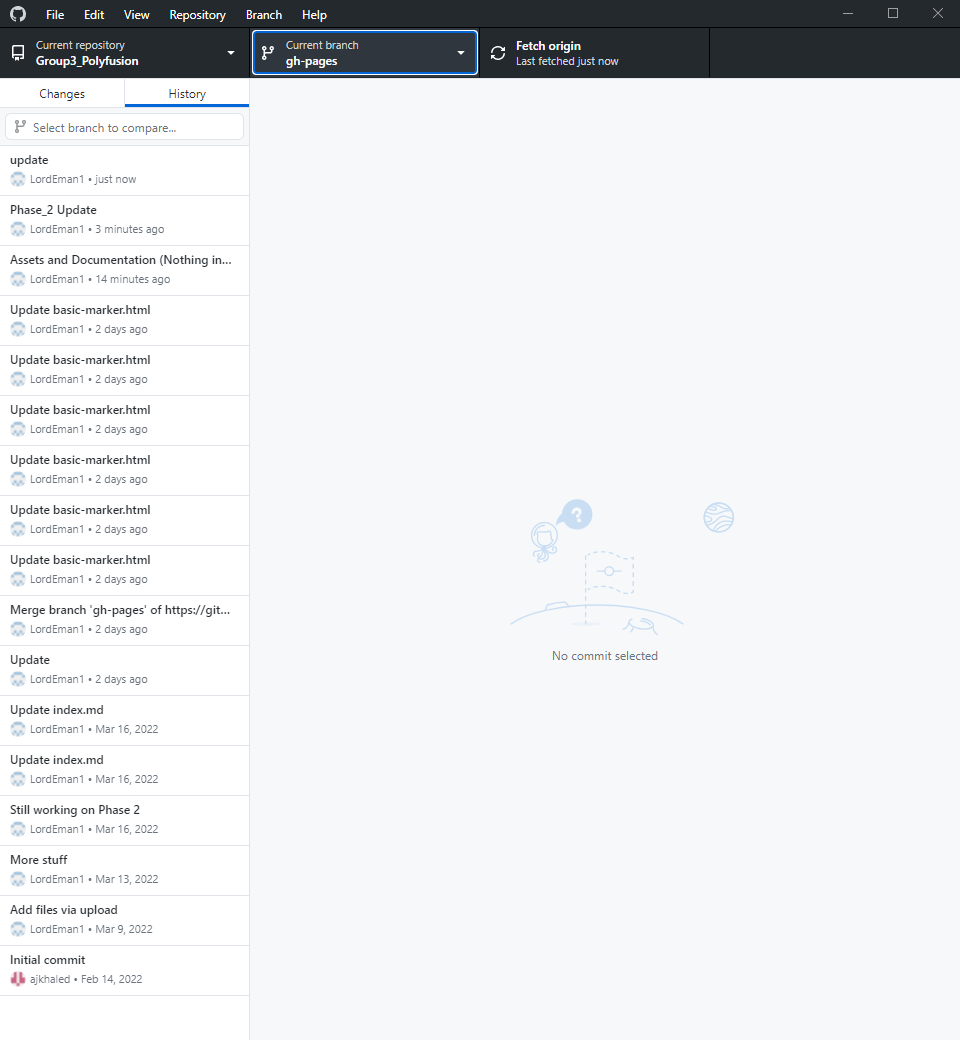 File Edit View Repository Branch Help
Current repository
Group3_Polyfusion
Current branch
gh-pages
Fetch origin
Last fetched just now
Changes
History
Select branch to compare...
update
LordEman1 • just now
Phase_2 Update
LordEman1 • 3 minutes ago
Assets and Documentation (Nothing in...
LordEman1 • 14 minutes ago
Update basic-marker.html
LordEman1 • 2 days ago
Update basic-marker.html
LordEman1 • 2 days ago
Update basic-marker.html
LordEman1 • 2 days ago
Update basic-marker.html
LordEman1 • 2 days ago
Update basic-marker.html
LordEman1 • 2 days ago
Update basic-marker.html
LordEman1 • 2 days ago
Merge branch 'gh-pages' of https://git...
LordEman1 • 2 days ago
Update
LordEman1 • 2 days ago
Update index.md
LordEman1 • Mar 16, 2022
Update index.md
LordEman1 • Mar 16, 2022
Still working on Phase 2
LordEman1 • Mar 16, 2022
More stuff
LordEman1 • Mar 13, 2022
Add files via upload
LordEman1 • Mar 9, 2022
Initial commit
ajkhaled • Feb 14, 2022
?
No commit selected